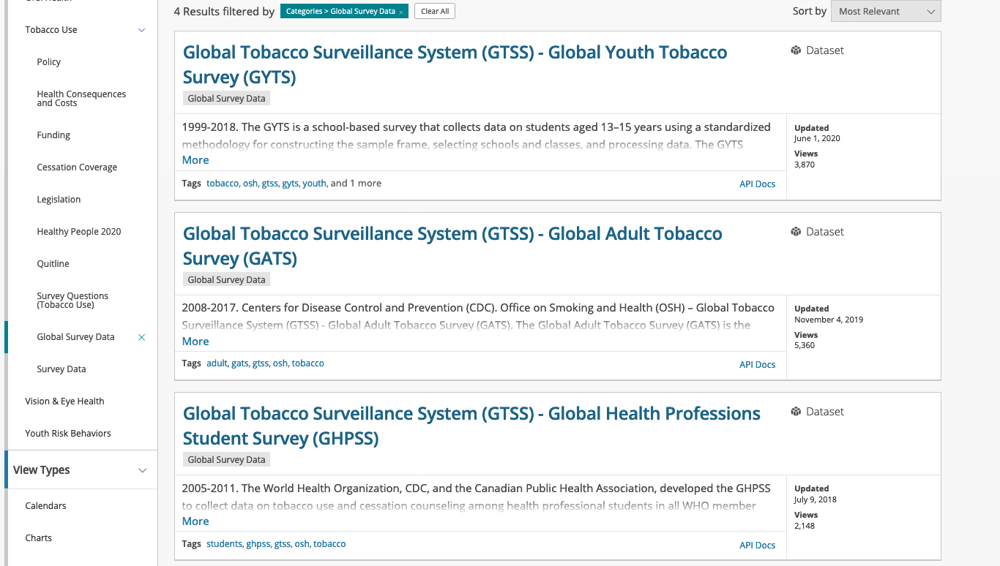 Tobacco Use
Policy
Health Consequences
and Costs
Funding
Cessation Coverage
Legislation
Healthy People 2020
Quitline
Survey Questions
(Tobacco Use)
Global Survey Data
Survey Data
Vision & Eye Health
Youth Risk Behaviors
View Types
Calendars
Charts
4 Results filtered by Categories > Global Survey Data × Clear All
Sort by Most Relevant
Global Tobacco Surveillance System (GTSS) - Global Youth Tobacco
Survey (GYTS)
Dataset
Global Survey Data
1999-2018. The GYTS is a school-based survey that collects data on students aged 13–15 years using a standardized
methodology for constructing the sample frame, selecting schools and classes, and processing data. The GYTS
More
Updated
June 1, 2020
Views
3,870
Tags tobacco, osh, gtss, gyts, youth, and 1 more
API Docs
Global Tobacco Surveillance System (GTSS) - Global Adult Tobacco
Survey (GATS)
Dataset
Global Survey Data
2008-2017. Centers for Disease Control and Prevention (CDC). Office on Smoking and Health (OSH) – Global Tobacco
Surveillance System (GTSS) - Global Adult Tobacco Survey (GATS). The Global Adult Tobacco Survey (GATS) is the
More
Updated
November 4, 2019
Views
5,360
Tags adult, gats, gtss, osh, tobacco
API Docs
Global Tobacco Surveillance System (GTSS) - Global Health Professions
Student Survey (GHPSS)
Dataset
Global Survey Data
2005-2011. The World Health Organization, CDC, and the Canadian Public Health Association, developed the GHPSS
to collect data on tobacco use and cessation counseling among health professional students in all WHO member
More
Updated
July 9, 2018
Views
2,148
Tags students, ghpss, gtss, osh, tobacco
API Docs